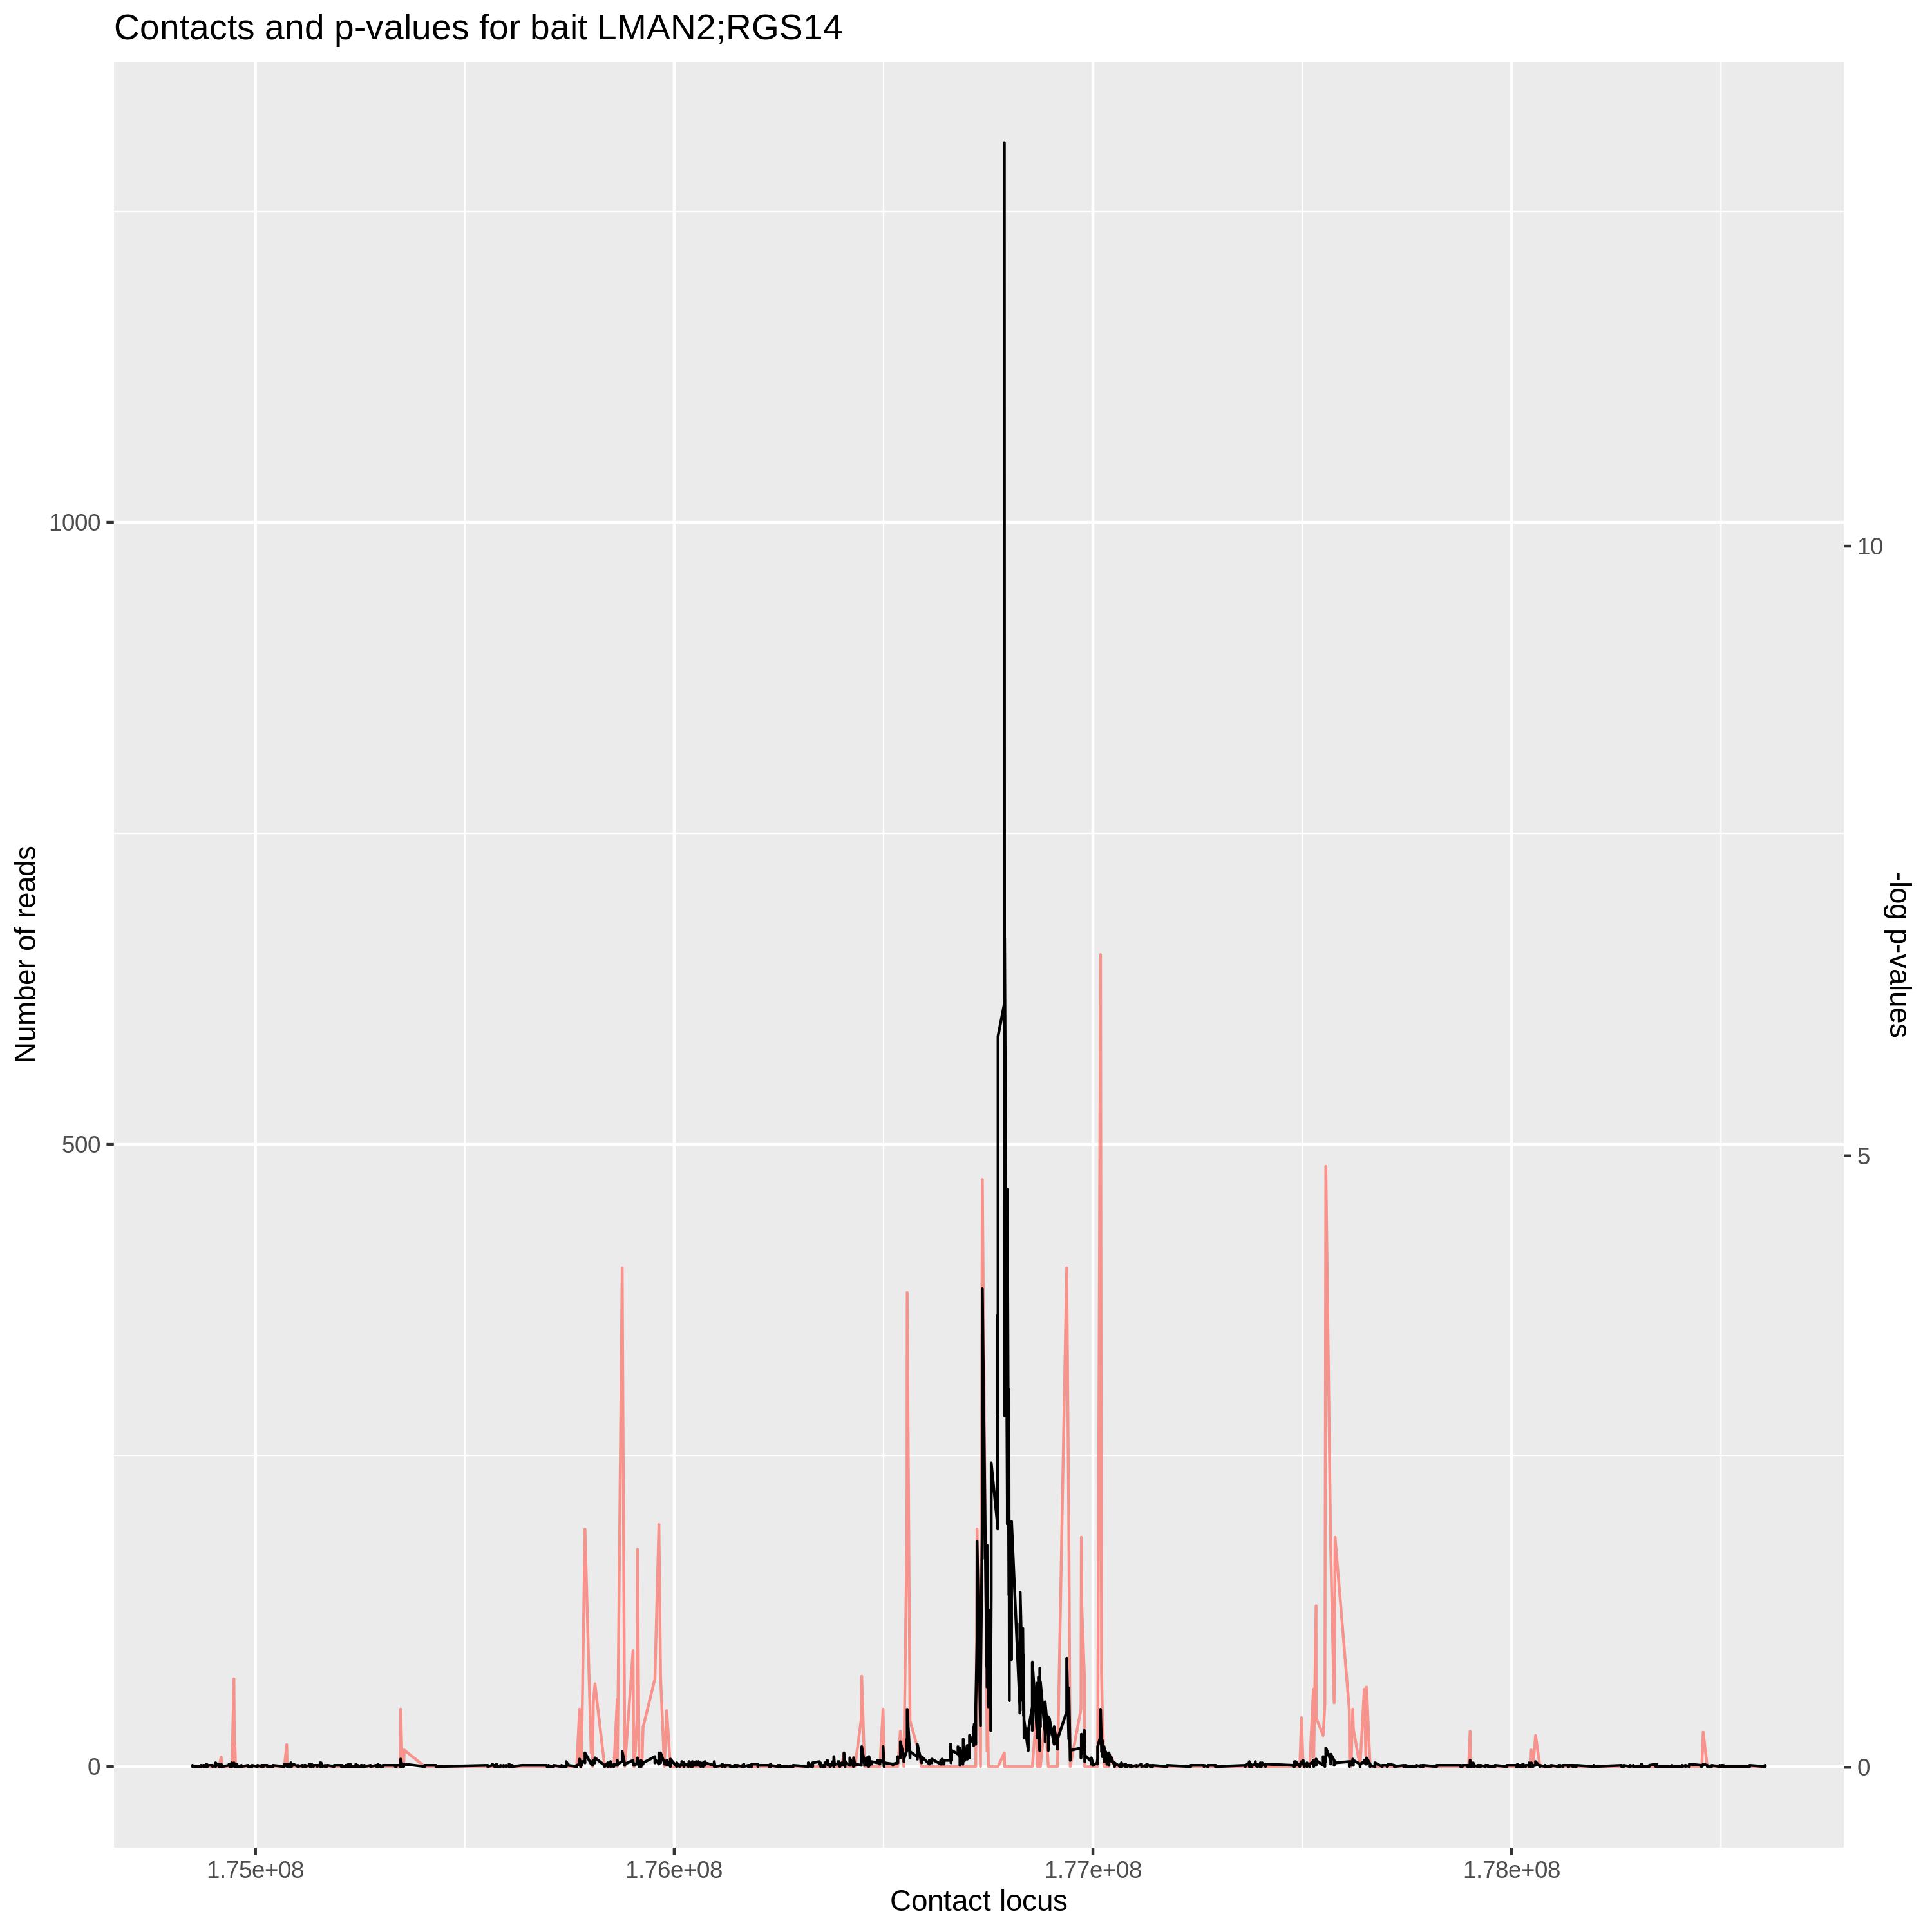 Contacts and p-values for bait LMAN2;RGS14
1000
500
0
Number of reads
10
5
0
-log p-values
1.75e+08
1.76e+08
1.77e+08
1.78e+08
Contact locus